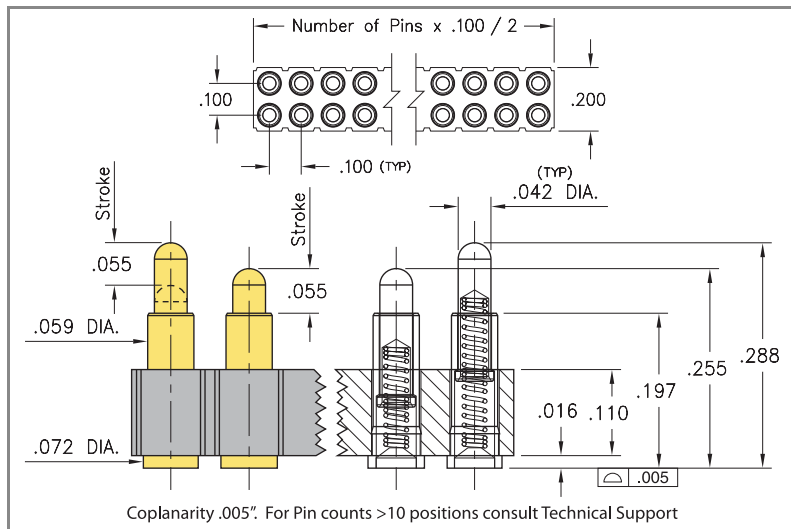 Number of Pins x .100 / 2
.100
.200
.100 (TYP)
(TYP)
.042 DIA.
Stroke
Stroke
.055
.055
.059 DIA.
.072 DIA.
.016
.110
.197
.255
.288
.005
Coplanarity .005”. For Pin counts >10 positions consult Technical Support